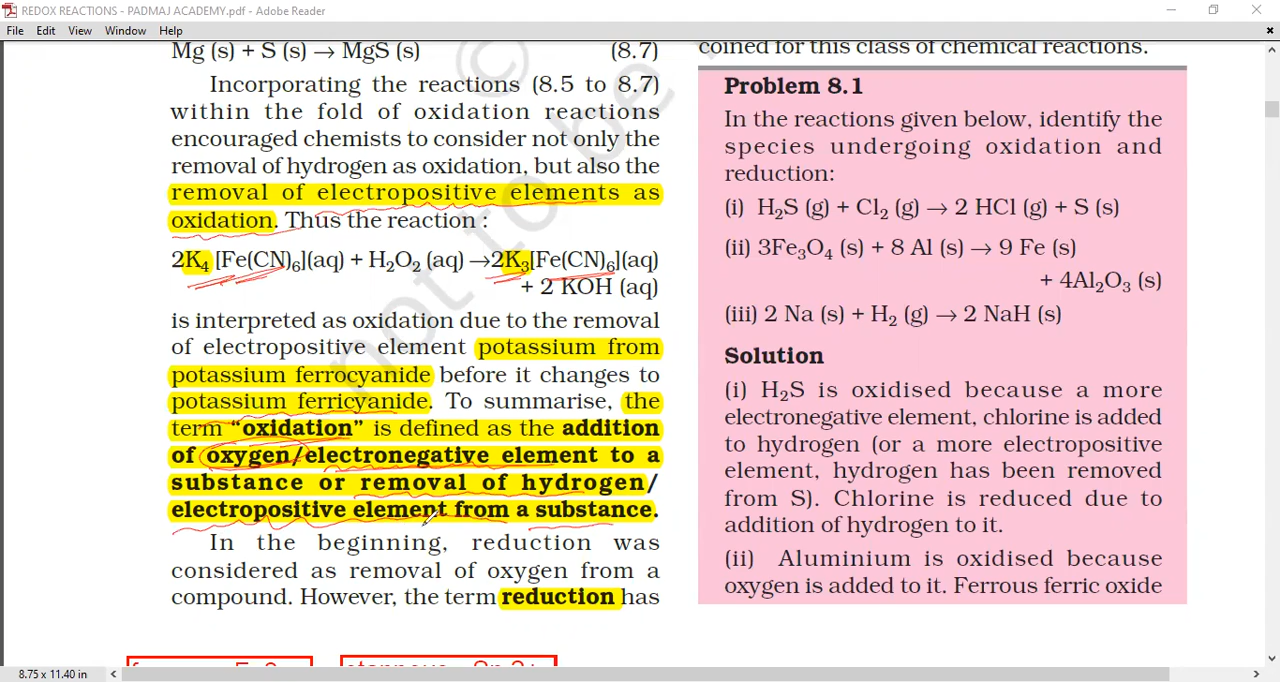 REDOX REACTIONS - PADMAJ ACADEMY.pdf - Adobe Reader
File Edit View Window Help
Mg (s) + S (s) → MgS (s) (8.7)
Incorporating the reactions (8.5 to 8.7)
within the fold of oxidation reactions
encouraged chemists to consider not only the
removal of hydrogen as oxidation, but also the
removal of electropositive elements as
oxidation. Thus the reaction :
2K₄ [Fe(CN)₆](aq) + H₂O₂ (aq) →2K₃[Fe(CN)₆](aq)
+ 2 KOH (aq)
is interpreted as oxidation due to the removal
of electropositive element potassium from
potassium ferrocyanide before it changes to
potassium ferricyanide. To summarise, the
term “oxidation” is defined as the addition
of oxygen/electronegative element to a
substance or removal of hydrogen/
electropositive element from a substance.
In the beginning, reduction was
considered as removal of oxygen from a
compound. However, the term reduction has
coined for this class of chemical reactions.
Problem 8.1
In the reactions given below, identify the
species undergoing oxidation and
reduction:
(i) H₂S (g) + Cl₂ (g) → 2 HCl (g) + S (s)
(ii) 3Fe₃O₄ (s) + 8 Al (s) → 9 Fe (s)
+ 4Al₂O₃ (s)
(iii) 2 Na (s) + H₂ (g) → 2 NaH (s)
Solution
(i) H₂S is oxidised because a more
electronegative element, chlorine is added
to hydrogen (or a more electropositive
element, hydrogen has been removed
from S). Chlorine is reduced due to
addition of hydrogen to it.
(ii) Aluminium is oxidised because
oxygen is added to it. Ferrous ferric oxide
© not to be
8.75 x 11.40 in